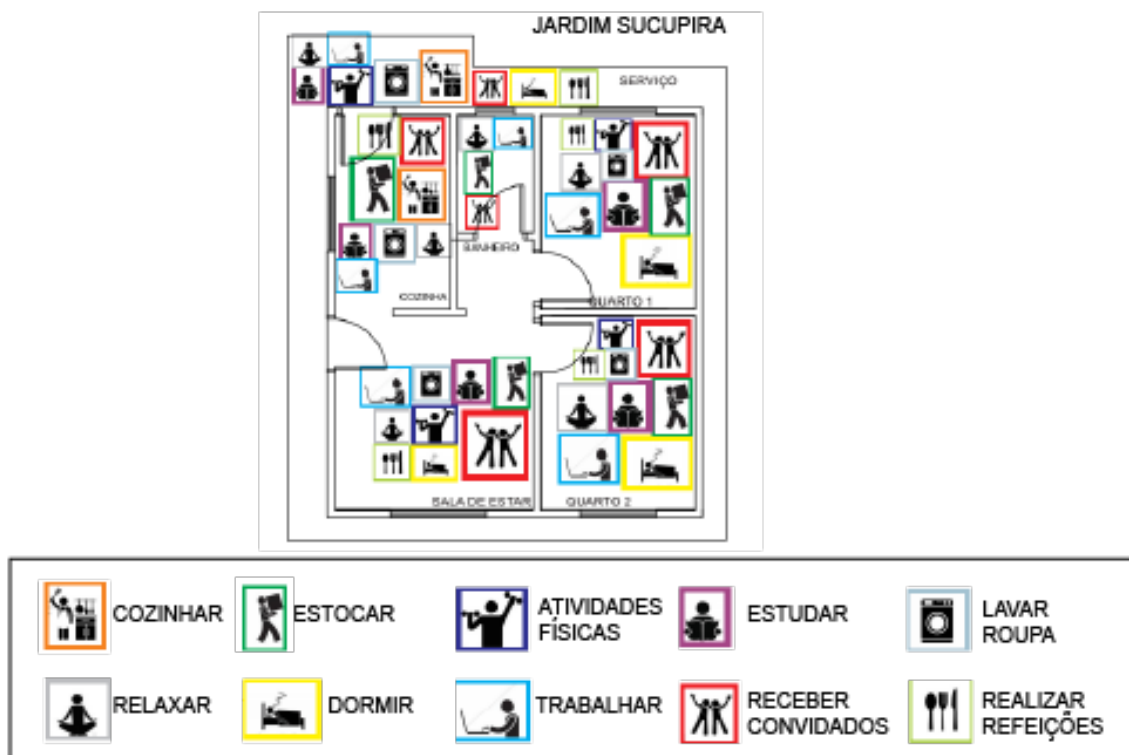 JARDIM SUCUPIRA
SERVIÇO
BANHEIRO
COZINHA
QUARTO 1
SALA DE ESTAR
QUARTO 2
COZINHAR
ESTOCAR
ATIVIDADES
FÍSICAS
ESTUDAR
LAVAR
ROUPA
RELAXAR
DORMIR
TRABALHAR
RECEBER
CONVIDADOS
REALIZAR
REFEIÇÕES